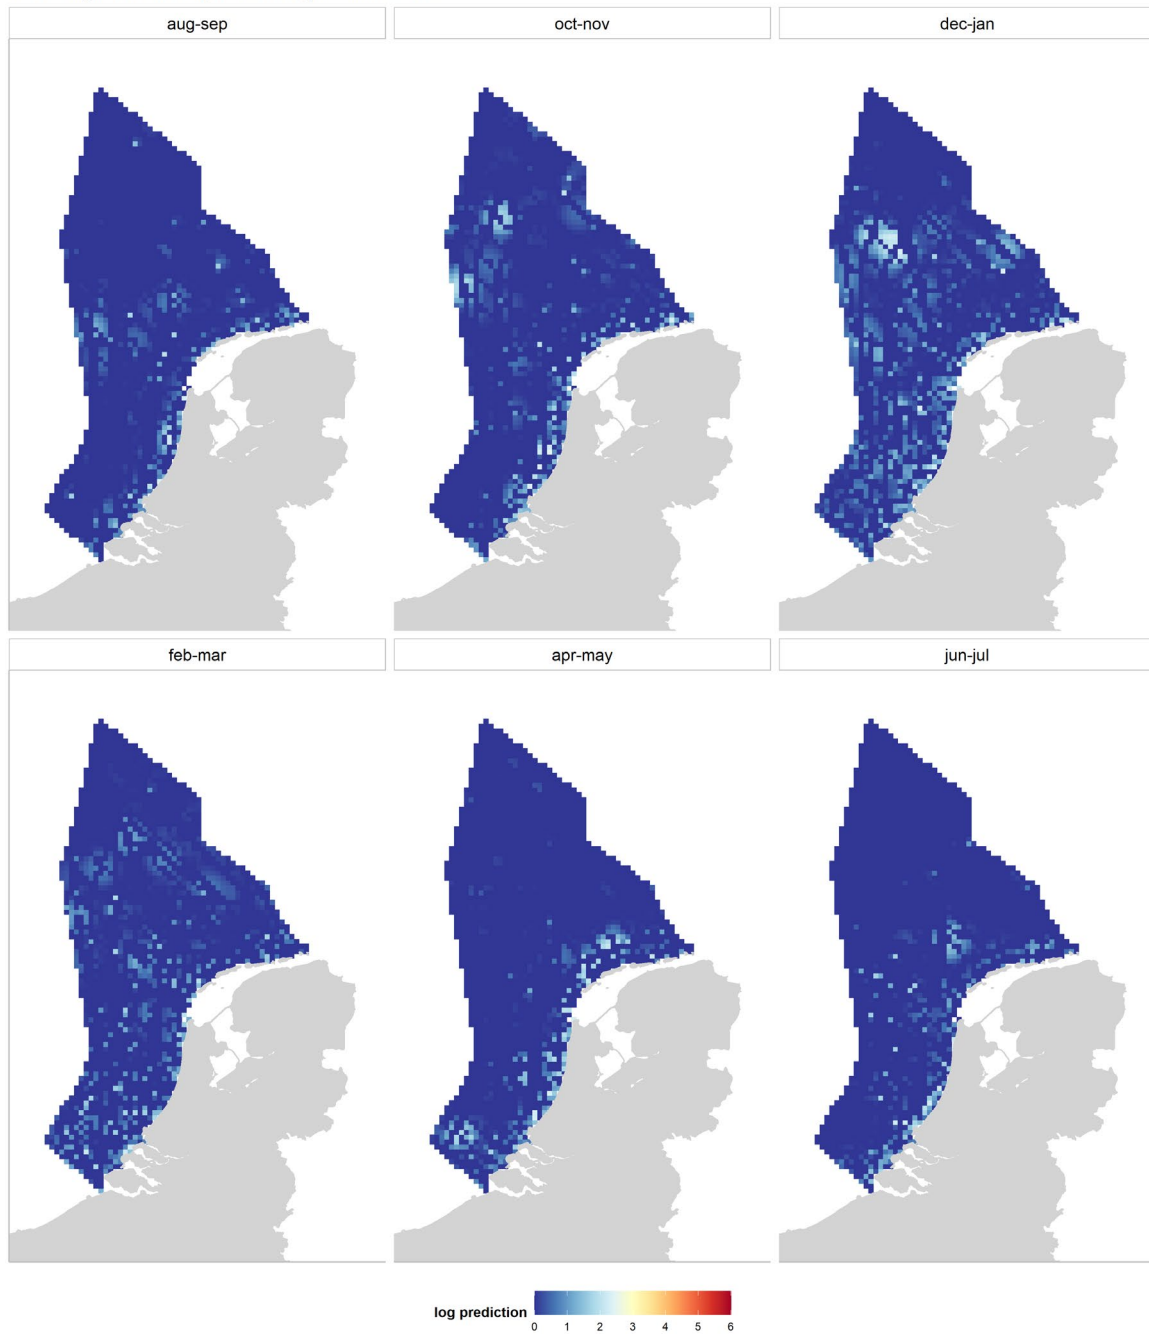 aug-sep
oct-nov
dec-jan
feb-mar
apr-may
jun-jul
log prediction
0 1 2 3 4 5 6